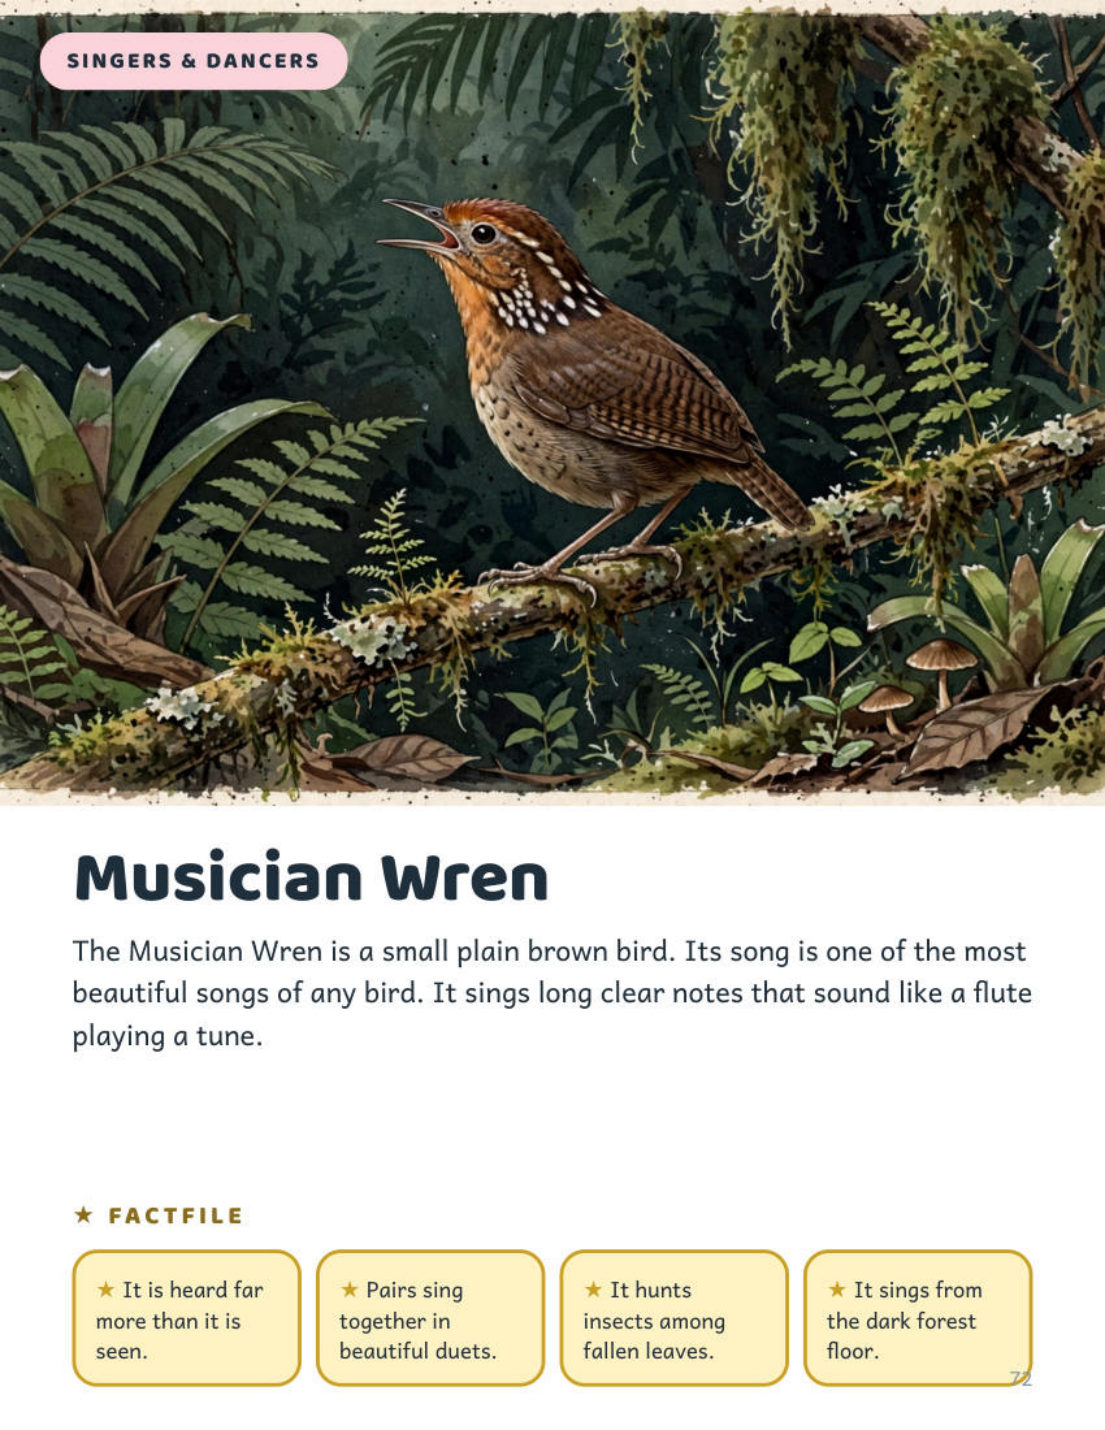 SINGERS & DANCERS
Musician Wren
The Musician Wren is a small plain brown bird. Its song is one of the most
beautiful songs of any bird. It sings long clear notes that sound like a flute
playing a tune.
★ FACTFILE
★ It is heard far
more than it is
seen.
★ Pairs sing
together in
beautiful duets.
★ It hunts
insects among
fallen leaves.
★ It sings from
the dark forest
floor.
72